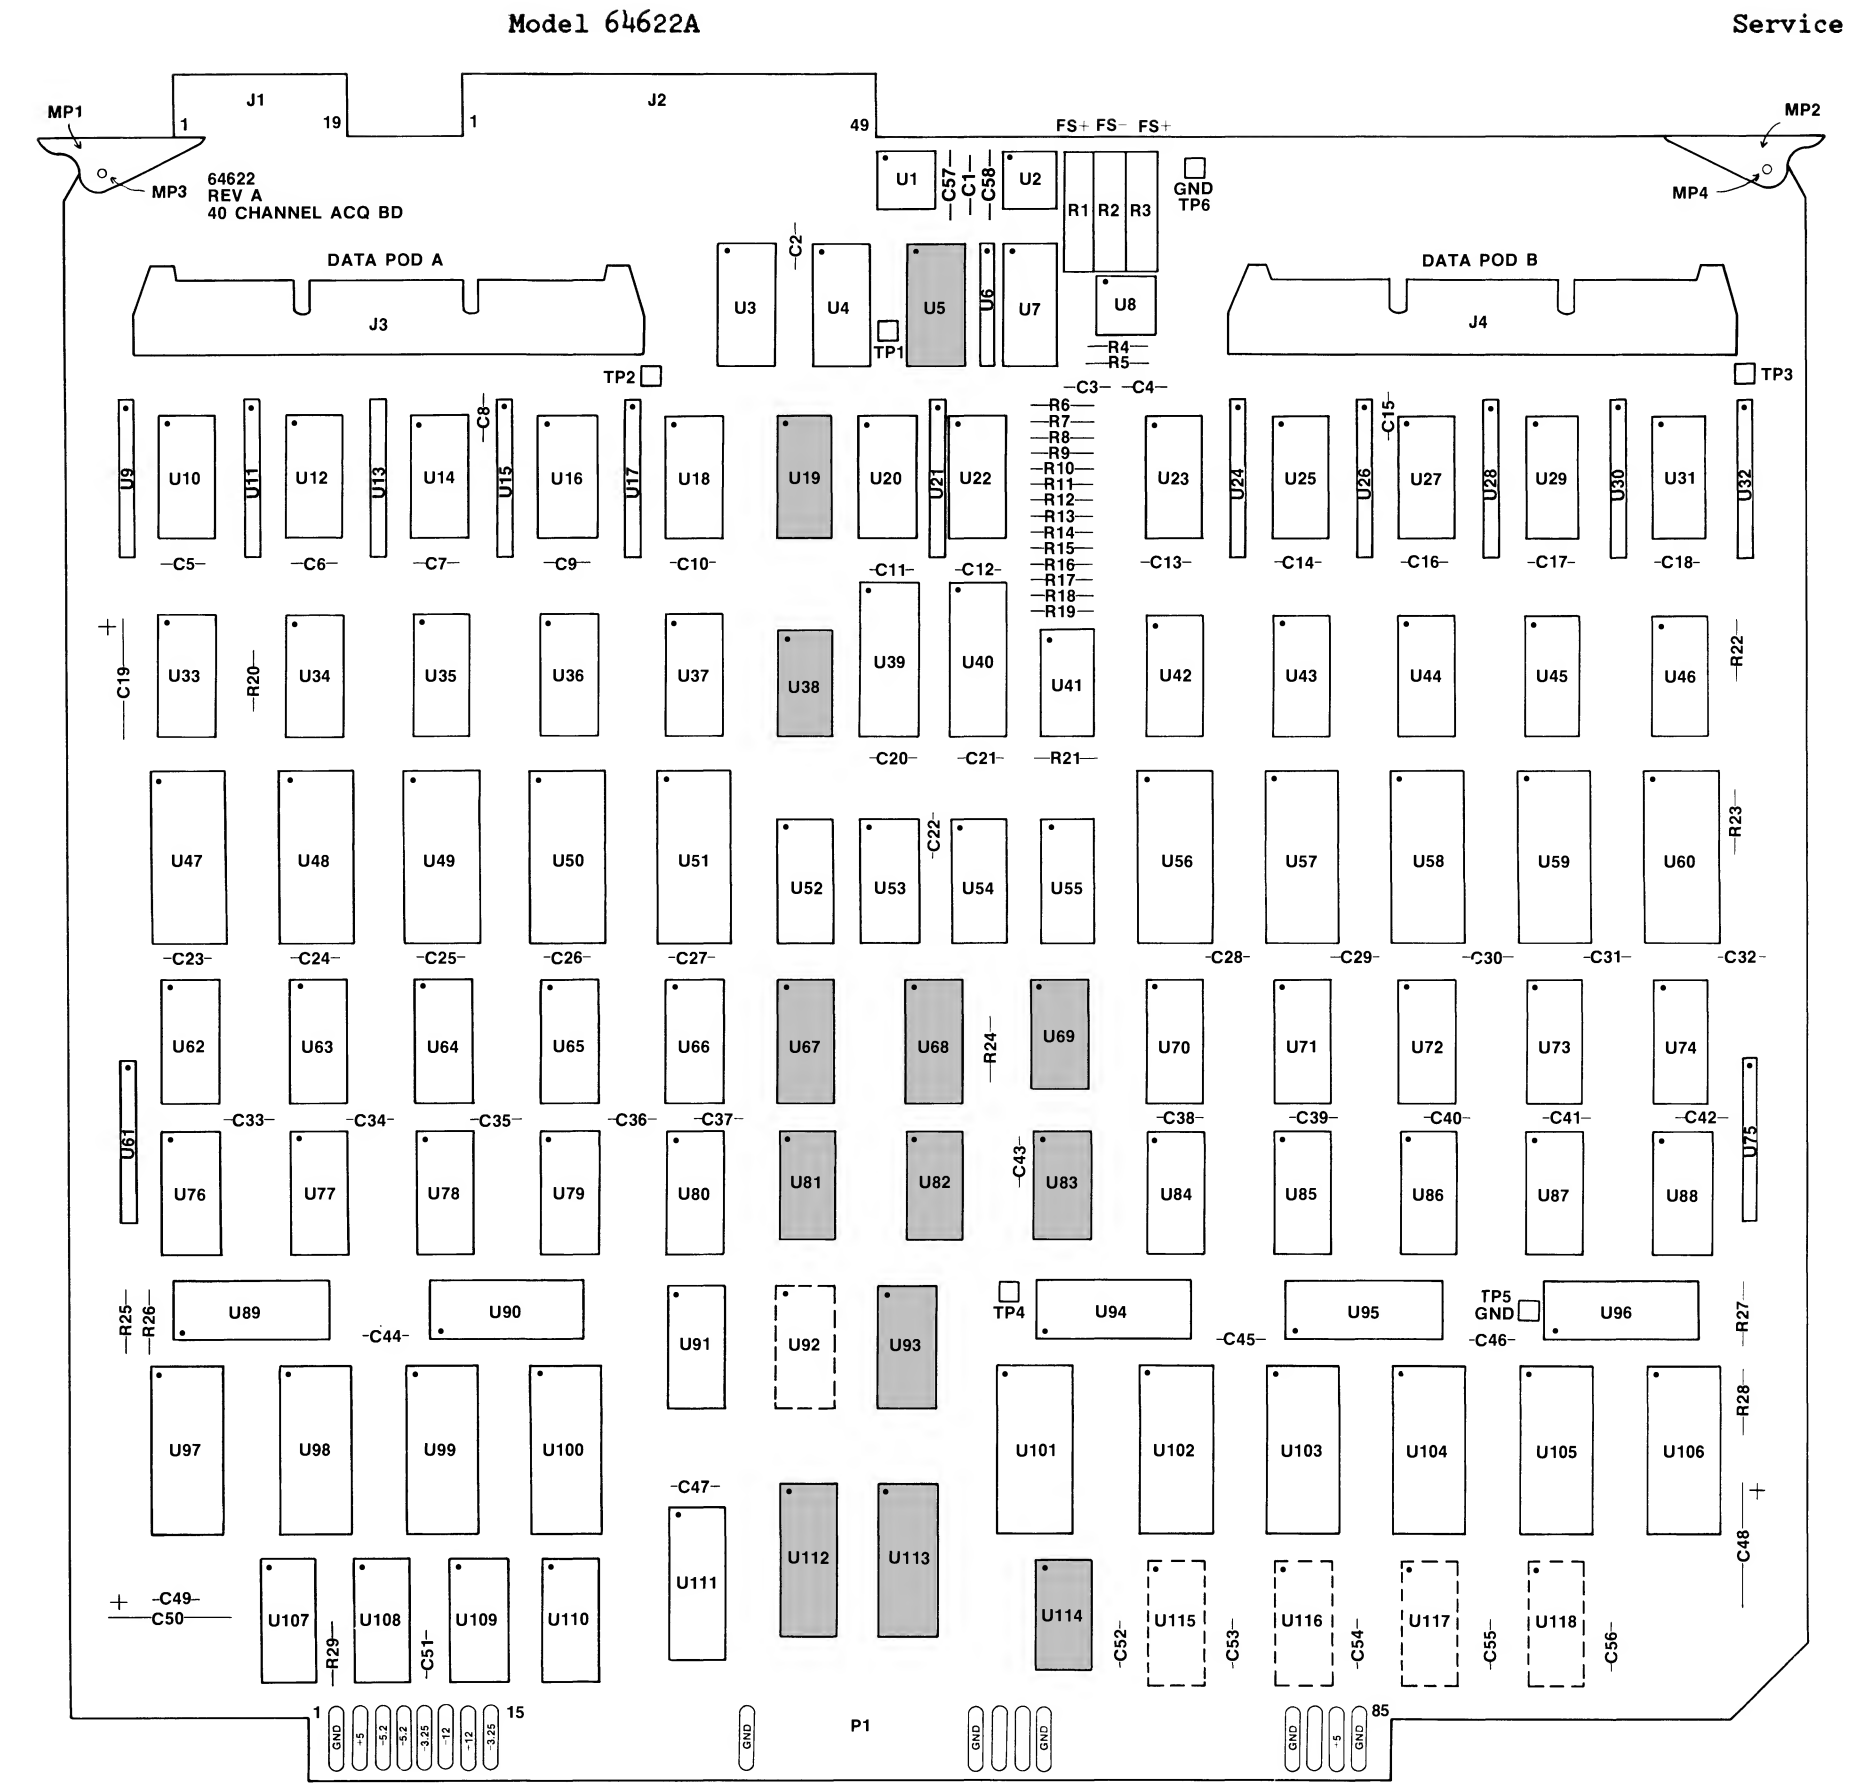 Model 64622A Service
J1 J2
MP1 MP2
1 19 1 49 FS+ FS- FS+
MP3 MP4
64622
REV A
40 CHANNEL ACQ BD
U1 C57 C1 C58 U2 R1 R2 R3
GND
TP6
C2
DATA POD A DATA POD B
J3 U3 U4 U5 U6 U7 U8 J4
TP1
R4
R5
TP2 TP3
C3 C4
C8 C15
R6
R7
R8
R9
R10
R11
R12
R13
R14
R15
R16
R17
R18
R19
U9 U10 U11 U12 U13 U14 U15 U16 U17 U18 U19 U20 U21 U22 U23 U24 U25 U26 U27 U28 U29 U30 U31 U32
C5 C6 C7 C9 C10 C11 C12 C13 C14 C16 C17 C18
+
C19 U33 R20 U34 U35 U36 U37 U38 U39 U40 U41 U42 U43 U44 U45 U46 R22
C20 C21 R21
C22 R23
U47 U48 U49 U50 U51 U52 U53 U54 U55 U56 U57 U58 U59 U60
C23 C24 C25 C26 C27 C28 C29 C30 C31 C32
U62 U63 U64 U65 U66 U67 U68 R24 U69 U70 U71 U72 U73 U74
C33 C34 C35 C36 C37 C38 C39 C40 C41 C42
U61 U75
U76 U77 U78 U79 U80 U81 U82 C43 U83 U84 U85 U86 U87 U88
R25 R26 U89 C44 U90 U91 U92 U93 TP4 U94 C45 U95 TP5
GND C46 U96 R27
R28
U97 U98 U99 U100 U101 U102 U103 U104 U105 U106
C47 +
C48
+ C49
C50
U107 R29 U108 C51 U109 U110 U111 U112 U113 U114 C52 U115 C53 U116 C54 U117 C55 U118 C56
1 15 P1 85
GND +5 -5.2 -5.2 -3.25 -12 -12 -3.25 GND GND GND GND +5 GND